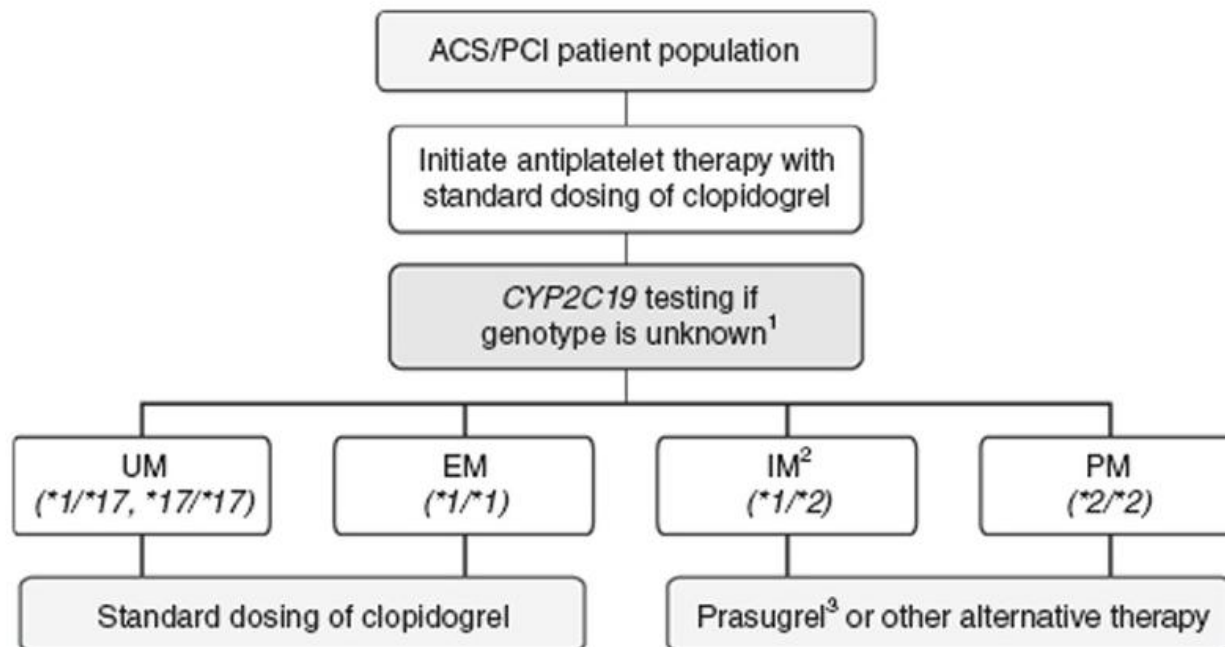 ACS/PCI patient population
Initiate antiplatelet therapy with
standard dosing of clopidogrel
CYP2C19 testing if
genotype is unknown¹
UM
(*1/*17, *17/*17)
EM
(*1/*1)
IM²
(*1/*2)
PM
(*2/*2)
Standard dosing of clopidogrel
Prasugrel³ or other alternative therapy